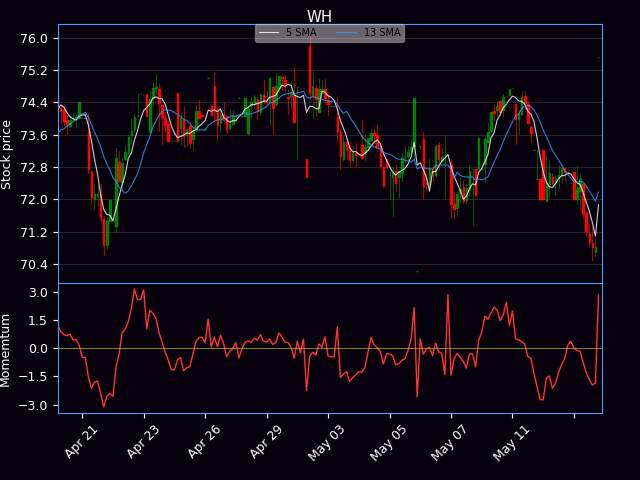 WH
5 SMA
13 SMA
Stock price
76.0
75.2
74.4
73.6
72.8
72.0
71.2
70.4
Momemtum
3.0
1.5
0.0
−1.5
−3.0
Apr 21
Apr 23
Apr 26
Apr 29
May 03
May 05
May 07
May 11